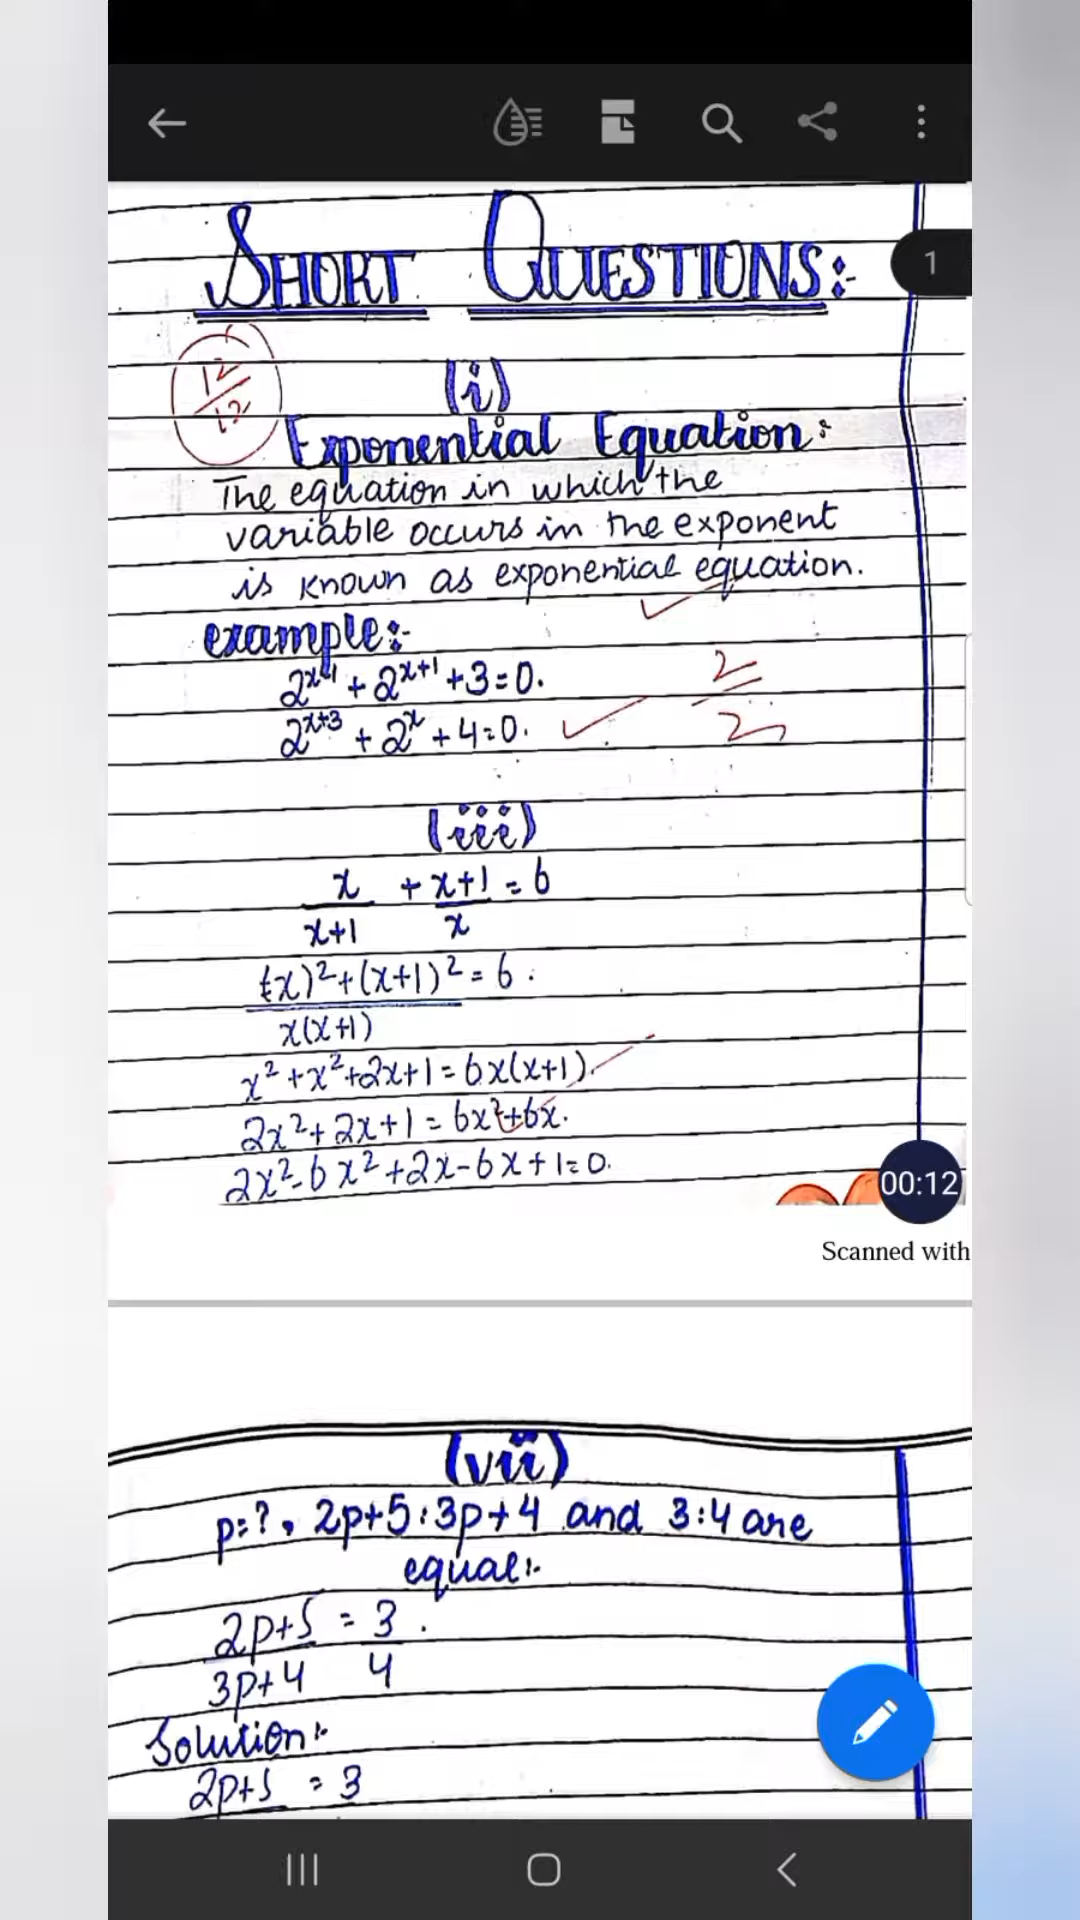 1
SHORT QUESTIONS:-
12/12
(i)
Exponential Equation:
The equation in which the
variable occurs in the exponent
is known as exponential equation.
example:-
2^x-1 + 2^x+1 + 3 = 0.
2^x+3 + 2^x + 4 = 0.
2/2
(iii)
x/x+1 + x+1/x = 6
(x)² + (x+1)² = 6.
x(x+1)
x² + x² + 2x + 1 = 6x(x+1).
2x² + 2x + 1 = 6x² + 6x.
2x² - 6x² + 2x - 6x + 1 = 0.
00:12
Scanned with
(vii)
p=?, 2p+5:3p+4 and 3:4 are
equal:-
2p+5 = 3.
3p+4 4
Solution:-
2p+5 = 3